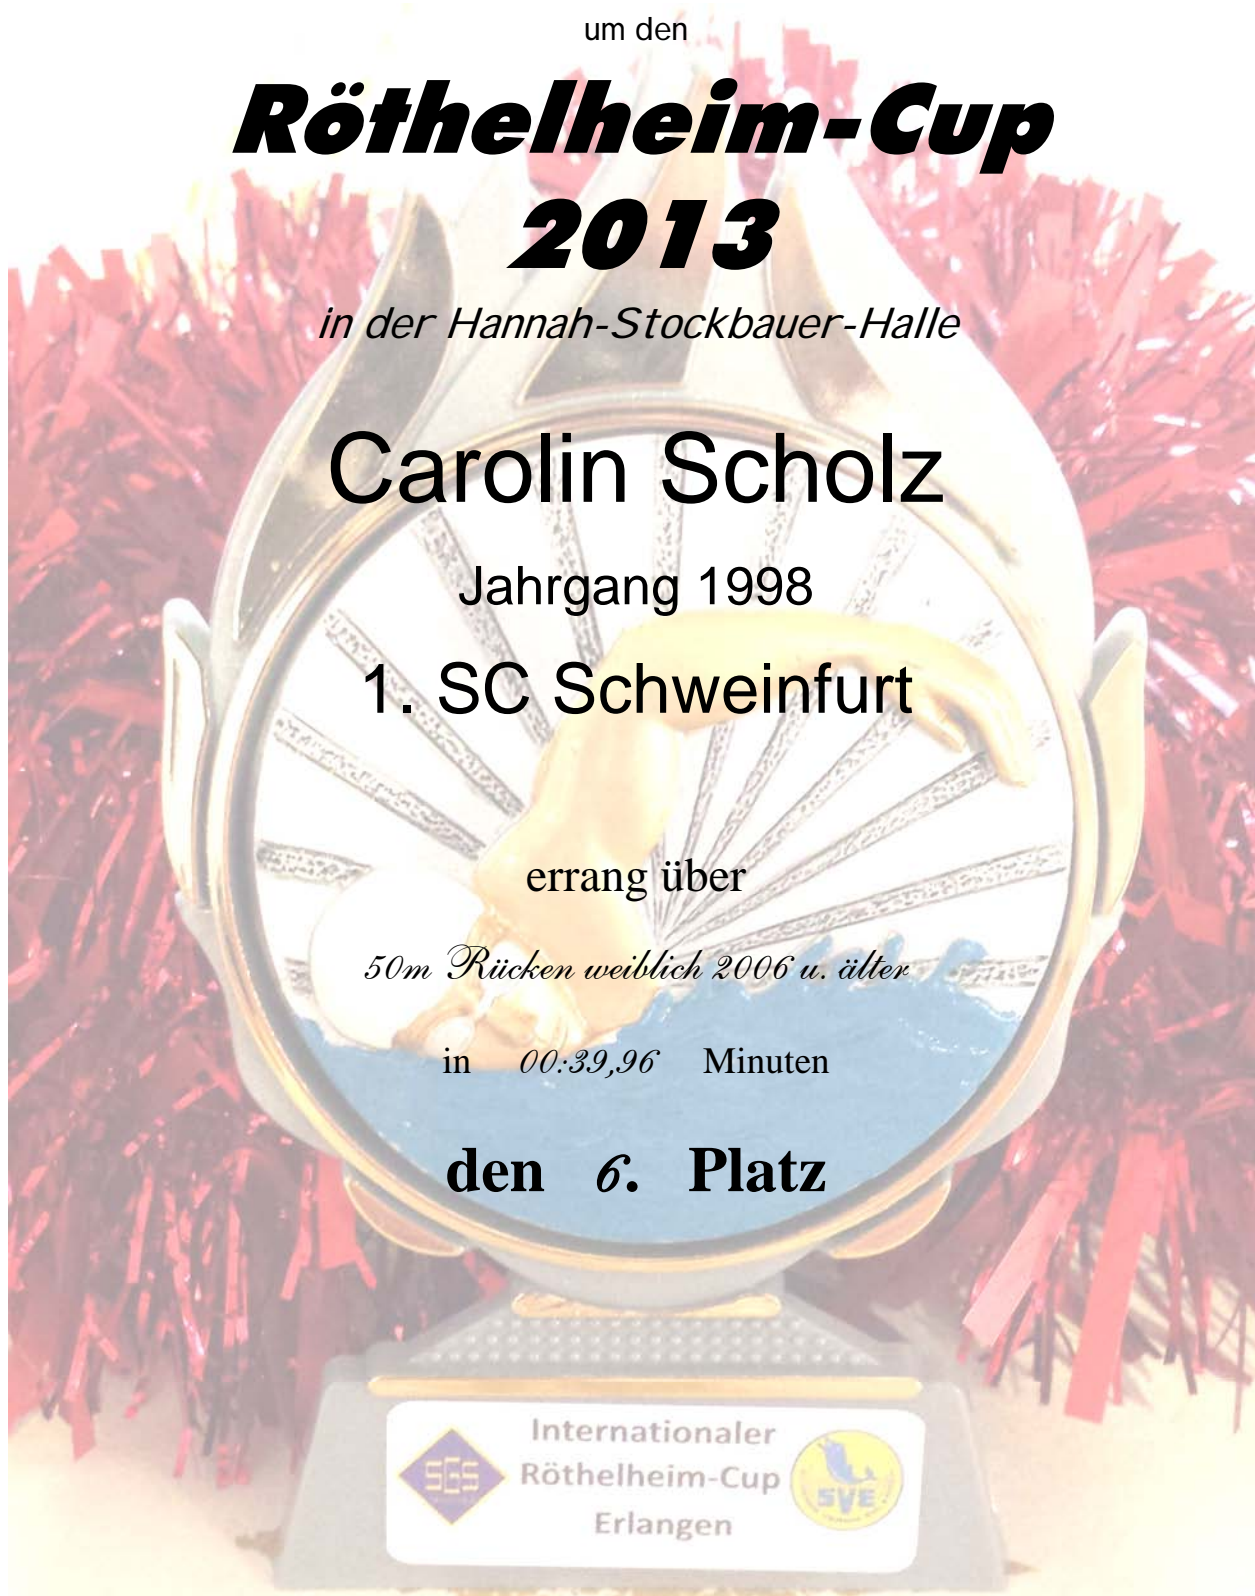 um den
Röthelheim-Cup
2013
in der Hannah-Stockbauer-Halle
Carolin Scholz
Jahrgang 1998
1. SC Schweinfurt
errang über
50m Rücken weiblich 2006 u. älter
in 00:39,96 Minuten
den 6. Platz
Internationaler
SGS Röthelheim-Cup SVE
Erlangen